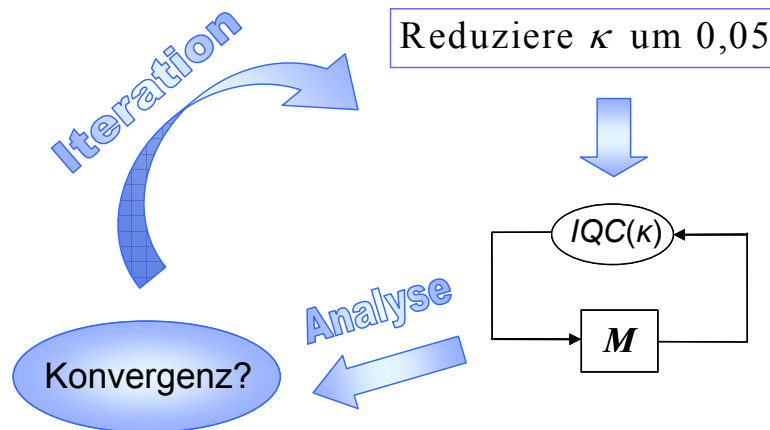 Reduziere κ um 0,05
Iteration
IQC(κ)
Analyse
M
Konvergenz?